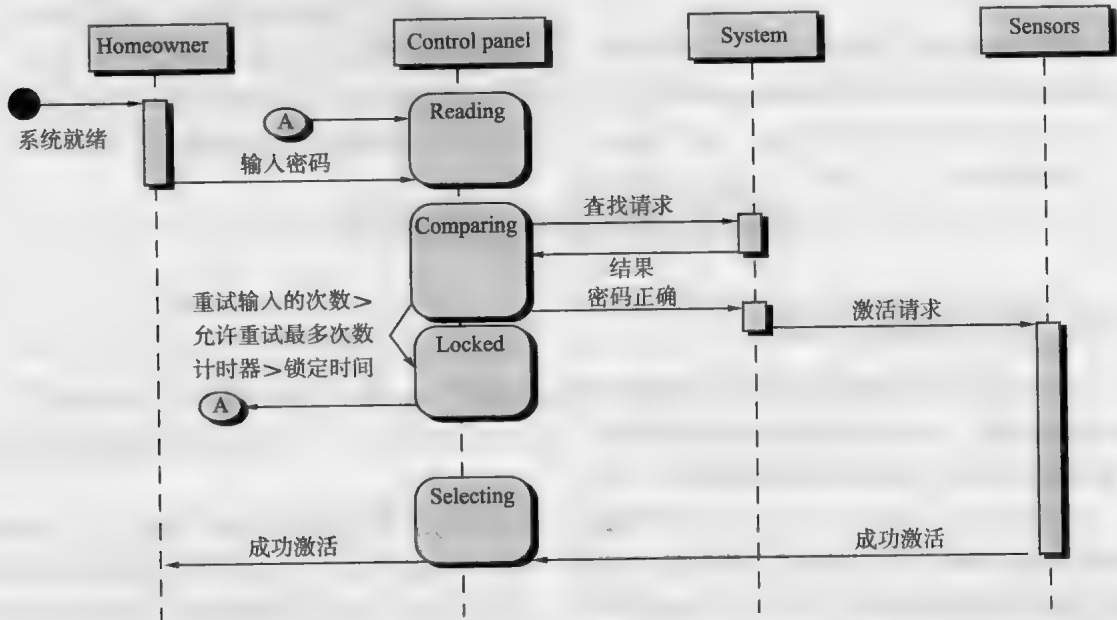 Homeowner
Control panel
System
Sensors
系统就绪
A
Reading
输入密码
Comparing
查找请求
结果
密码正确
重试输入的次数>
允许重试最多次数
计时器>锁定时间
激活请求
Locked
A
Selecting
成功激活
成功激活